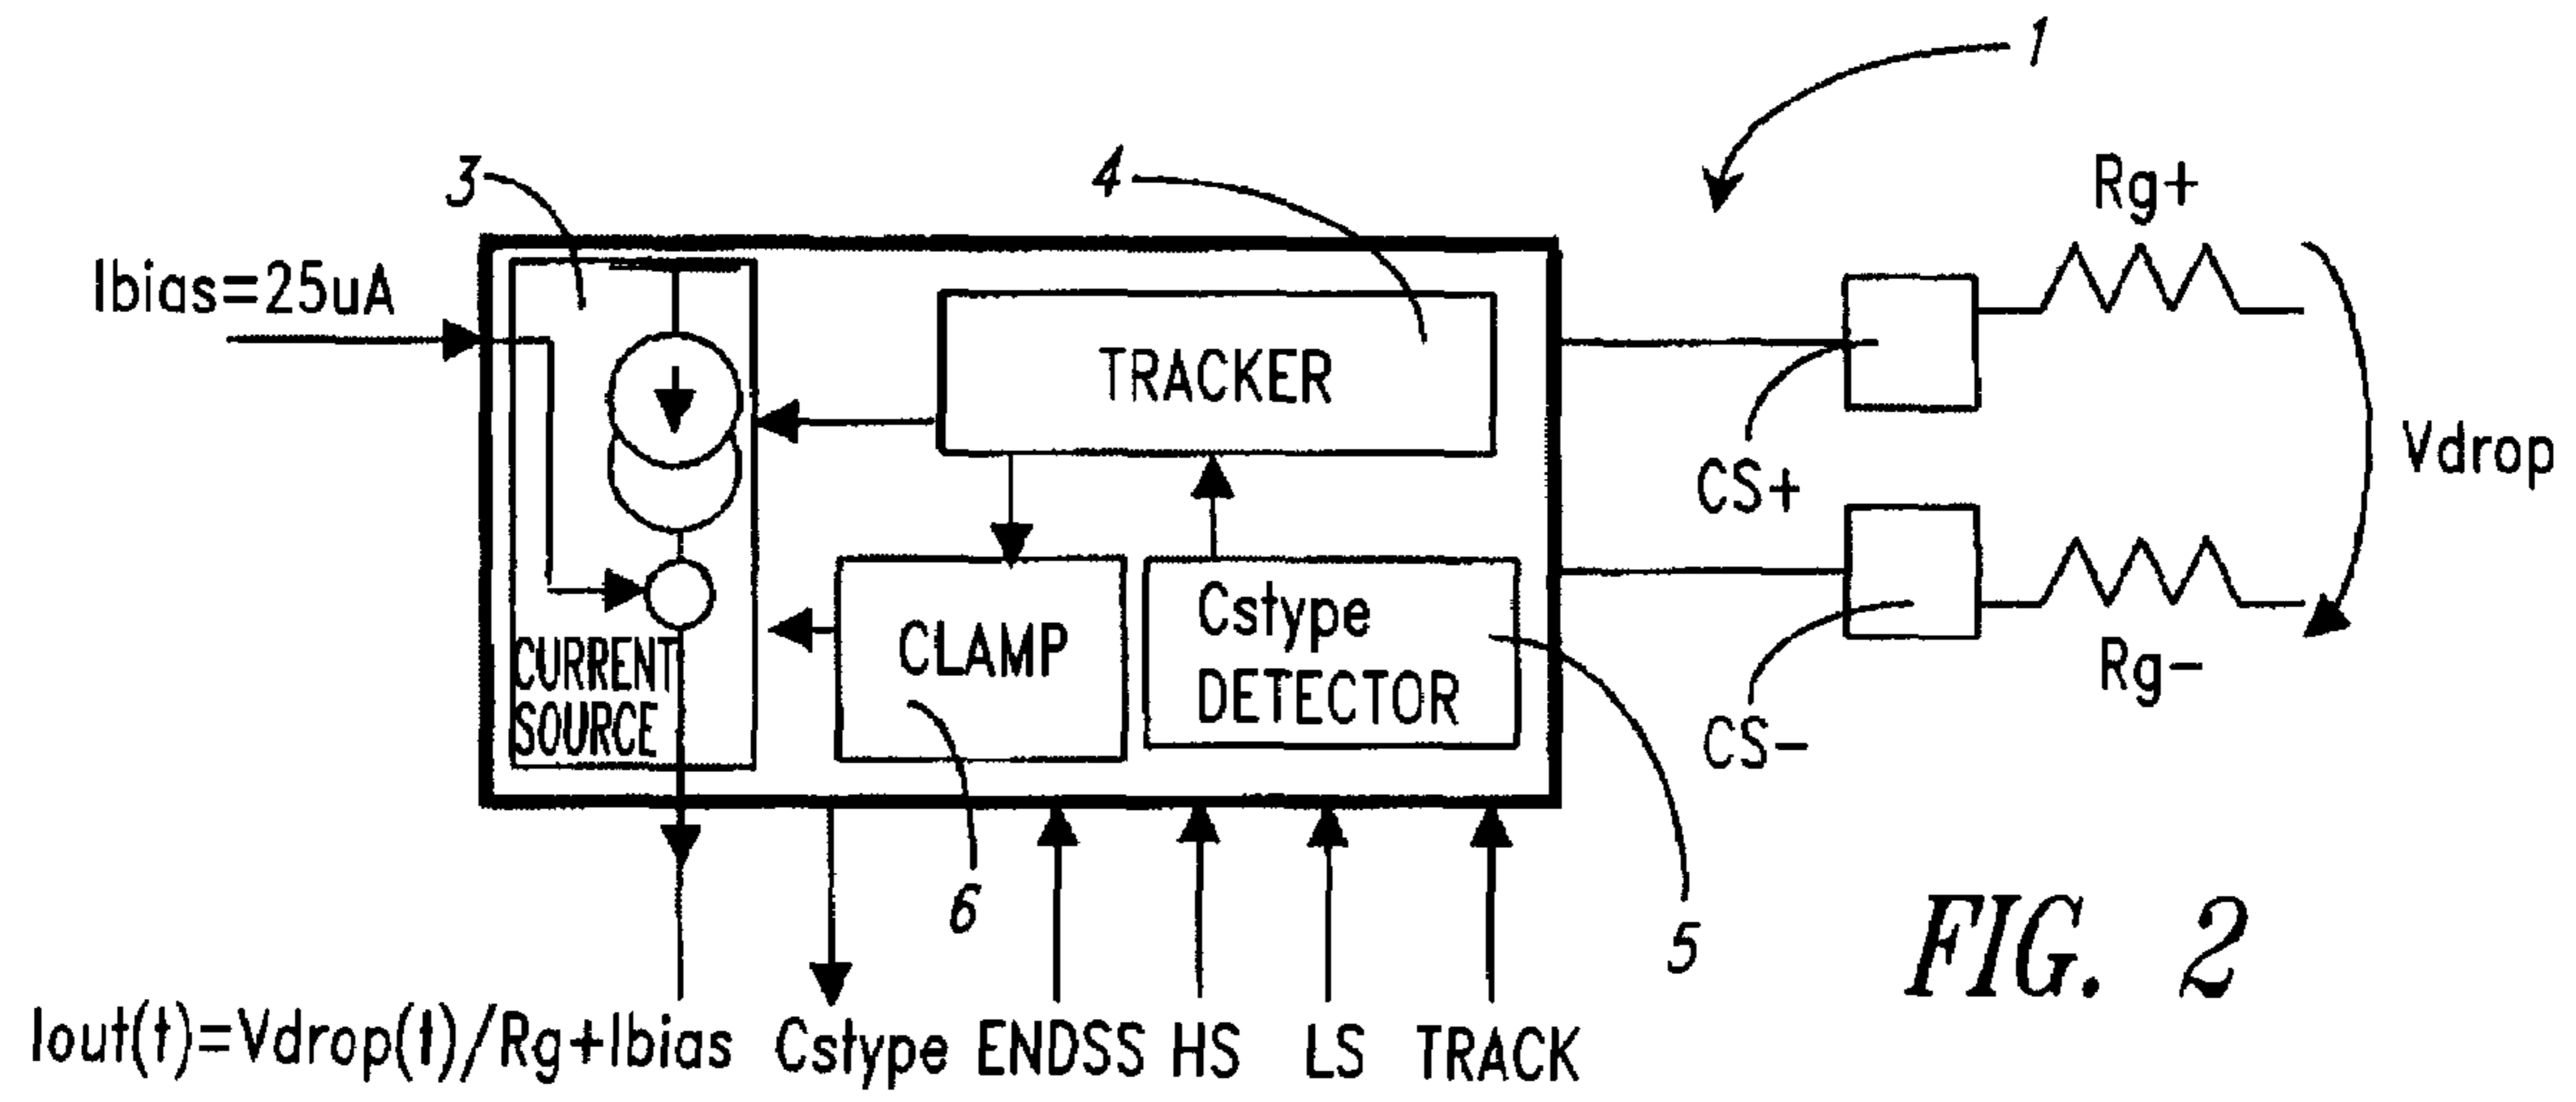 1
3
4
Rg+
Ibias=25uA
TRACKER
Vdrop
CS+
CLAMP
Cstype
DETECTOR
CURRENT
SOURCE
Rg-
CS-
6
5
FIG. 2
Iout(t)=Vdrop(t)/Rg+Ibias
Cstype
ENDSS
HS
LS
TRACK